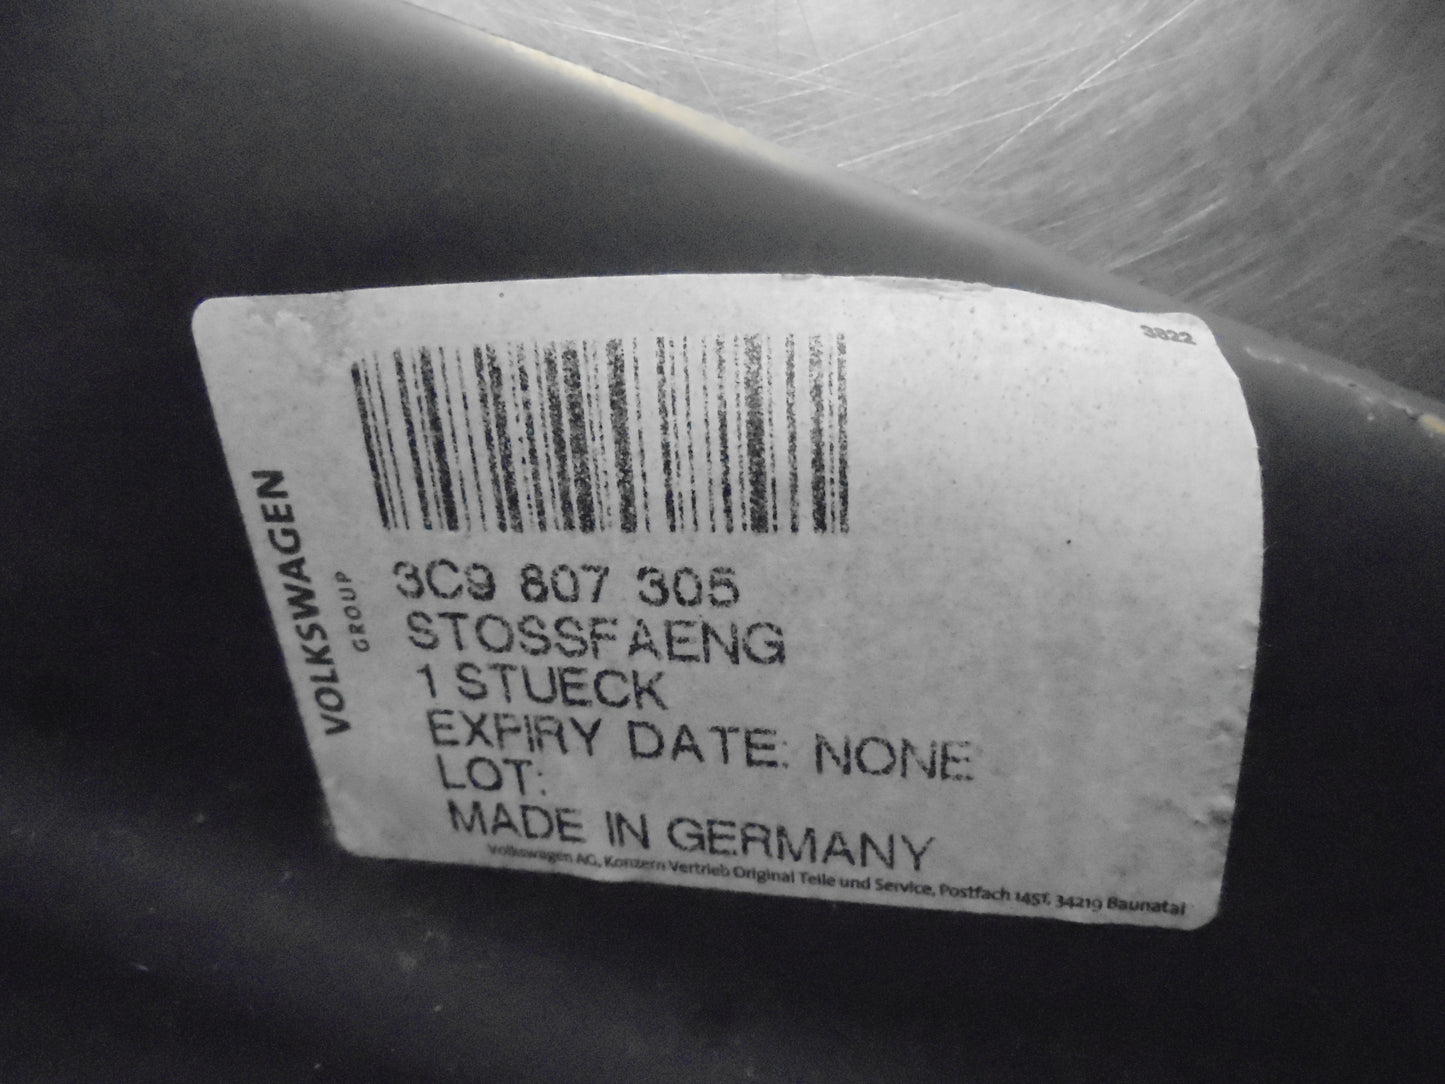 3822
VOLKSWAGEN
GROUP
3C9 807 305
STOSSFAENG
1 STUECK
EXPIRY DATE: NONE
LOT:
MADE IN GERMANY
Volkswagen AG, Konzern Vertrieb Original Teile und Service, Postfach 34219 Baunatal